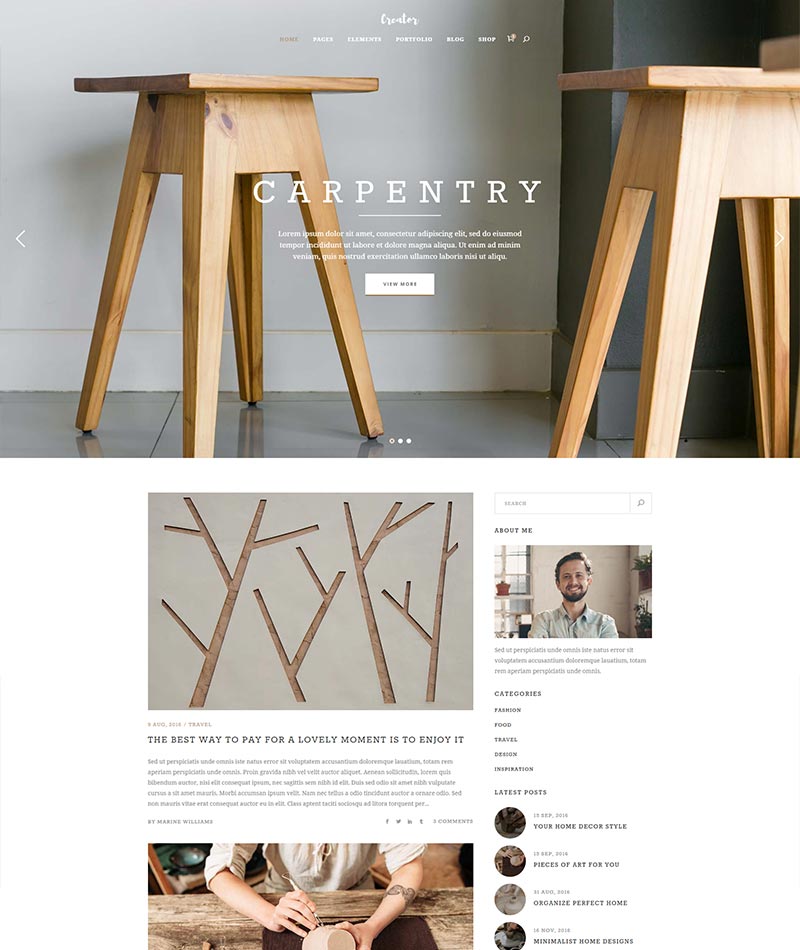 Creator
HOME PAGES ELEMENTS PORTFOLIO BLOG SHOP
CARPENTRY
Lorem ipsum dolor sit amet, consectetur adipiscing elit, sed do eiusmod
tempor incididunt ut labore et dolore magna aliqua. Ut enim ad minim
veniam, quis nostrud exercitation ullamco laboris nisi ut aliqu.
VIEW MORE
9 AUG, 2016 / TRAVEL
THE BEST WAY TO PAY FOR A LOVELY MOMENT IS TO ENJOY IT
Sed ut perspiciatis unde omnis iste natus error sit voluptatem accusantium doloremque lauatium, totam rem
aperiam perspiciatis unde omnis. Proin gravida nibh vel velit auctor aliquet. Aenean sollicitudin, lorem quis
bibendum auctor, nisi elit consequat ipsum, nec sagittis sem nibh id elit. Duis sed odio sit amet nibh vulputate
cursus a sit amet mauris. Morbi accumsan ipsum velit. Nam nec tellus a odio tincidunt auctor a ornare odio. Sed
non mauris vitae erat consequat auctor eu in elit. Class aptent taciti sociosqu ad litora torquent per...
BY MARINE WILLIAMS
3 COMMENTS
SEARCH
ABOUT ME
Sed ut perspiciatis unde omnis iste natus error sit
voluptatem accusantium doloremque lauatium, totam
rem aperiam perspiciatis unde omnis.
CATEGORIES
FASHION
FOOD
TRAVEL
DESIGN
INSPIRATION
LATEST POSTS
15 SEP, 2016
YOUR HOME DECOR STYLE
15 SEP, 2016
PIECES OF ART FOR YOU
31 AUG, 2016
ORGANIZE PERFECT HOME
16 NOV, 2016
MINIMALIST HOME DESIGNS